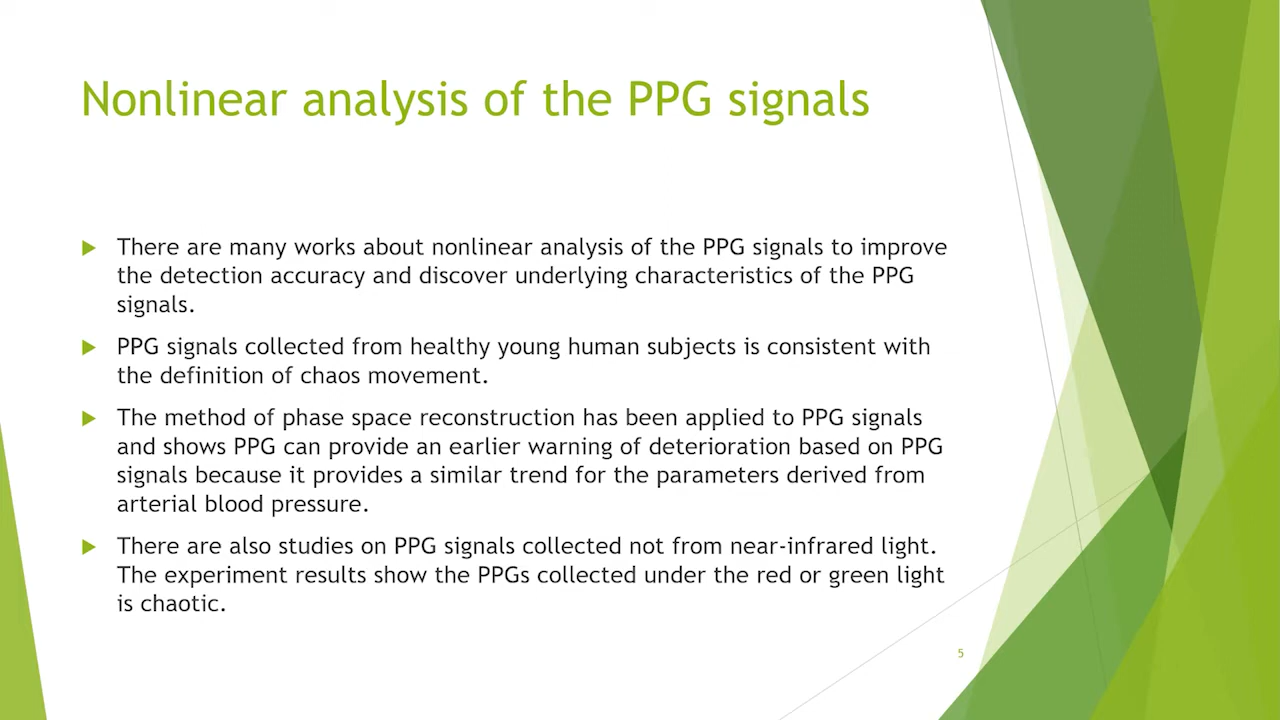 Nonlinear analysis of the PPG signals
There are many works about nonlinear analysis of the PPG signals to improve
the detection accuracy and discover underlying characteristics of the PPG
signals.
PPG signals collected from healthy young human subjects is consistent with
the definition of chaos movement.
The method of phase space reconstruction has been applied to PPG signals
and shows PPG can provide an earlier warning of deterioration based on PPG
signals because it provides a similar trend for the parameters derived from
arterial blood pressure.
There are also studies on PPG signals collected not from near-infrared light.
The experiment results show the PPGs collected under the red or green light
is chaotic.
5